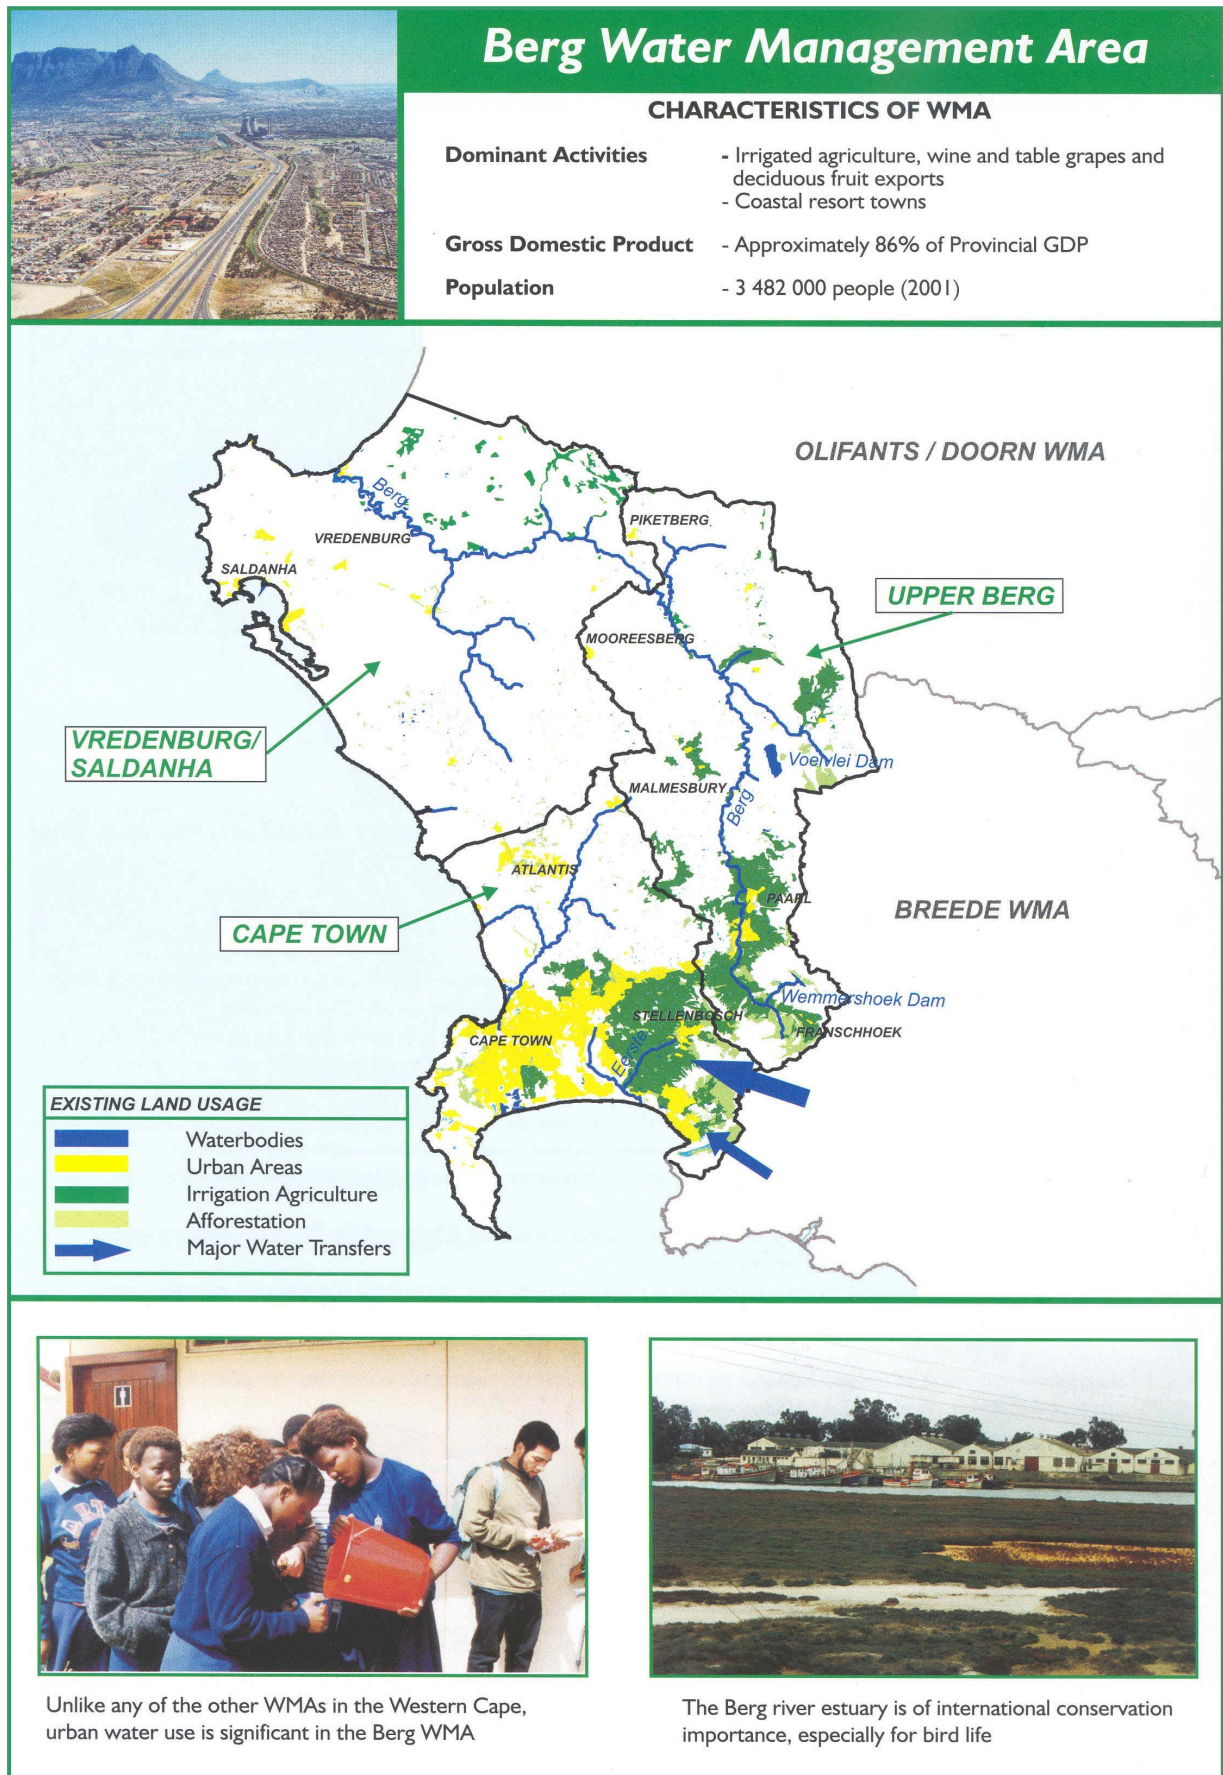 Berg Water Management Area
CHARACTERISTICS OF WMA
Dominant Activities - Irrigated agriculture, wine and table grapes and
deciduous fruit exports
- Coastal resort towns
Gross Domestic Product - Approximately 86% of Provincial GDP
Population - 3 482 000 people (2001)
OLIFANTS / DOORN WMA
Berg
PIKETBERG
VREDENBURG
SALDANHA
UPPER BERG
MOOREESBERG
VREDENBURG/
SALDANHA
Voelvlei Dam
MALMESBURY
Berg
ATLANTIS
PAARL
BREEDE WMA
CAPE TOWN
Wemmershoek Dam
STELLENBOSCH
FRANSCHHOEK
CAPE TOWN
Eerste
EXISTING LAND USAGE
Waterbodies
Urban Areas
Irrigation Agriculture
Afforestation
Major Water Transfers
Unlike any of the other WMAs in the Western Cape,
urban water use is significant in the Berg WMA
The Berg river estuary is of international conservation
importance, especially for bird life